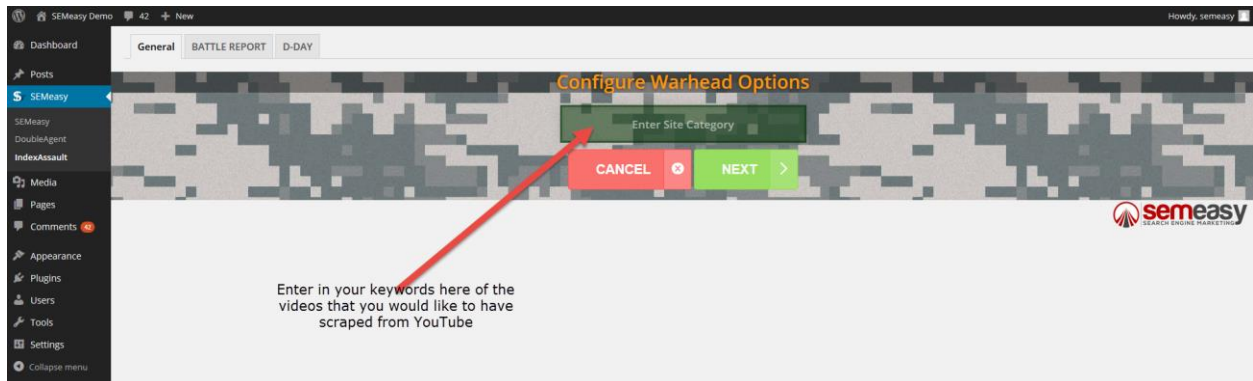 SEMeasy Demo 42 + New Howdy, semeasy
Dashboard
Posts
SEMeasy
SEMeasy
DoubleAgent
IndexAssault
Media
Pages
Comments 42
Appearance
Plugins
Users
Tools
Settings
Collapse menu
General BATTLE REPORT D-DAY
Configure Warhead Options
Enter Site Category
CANCEL NEXT
semeasy
SEARCH ENGINE MARKETING
Enter in your keywords here of the
videos that you would like to have
scraped from YouTube